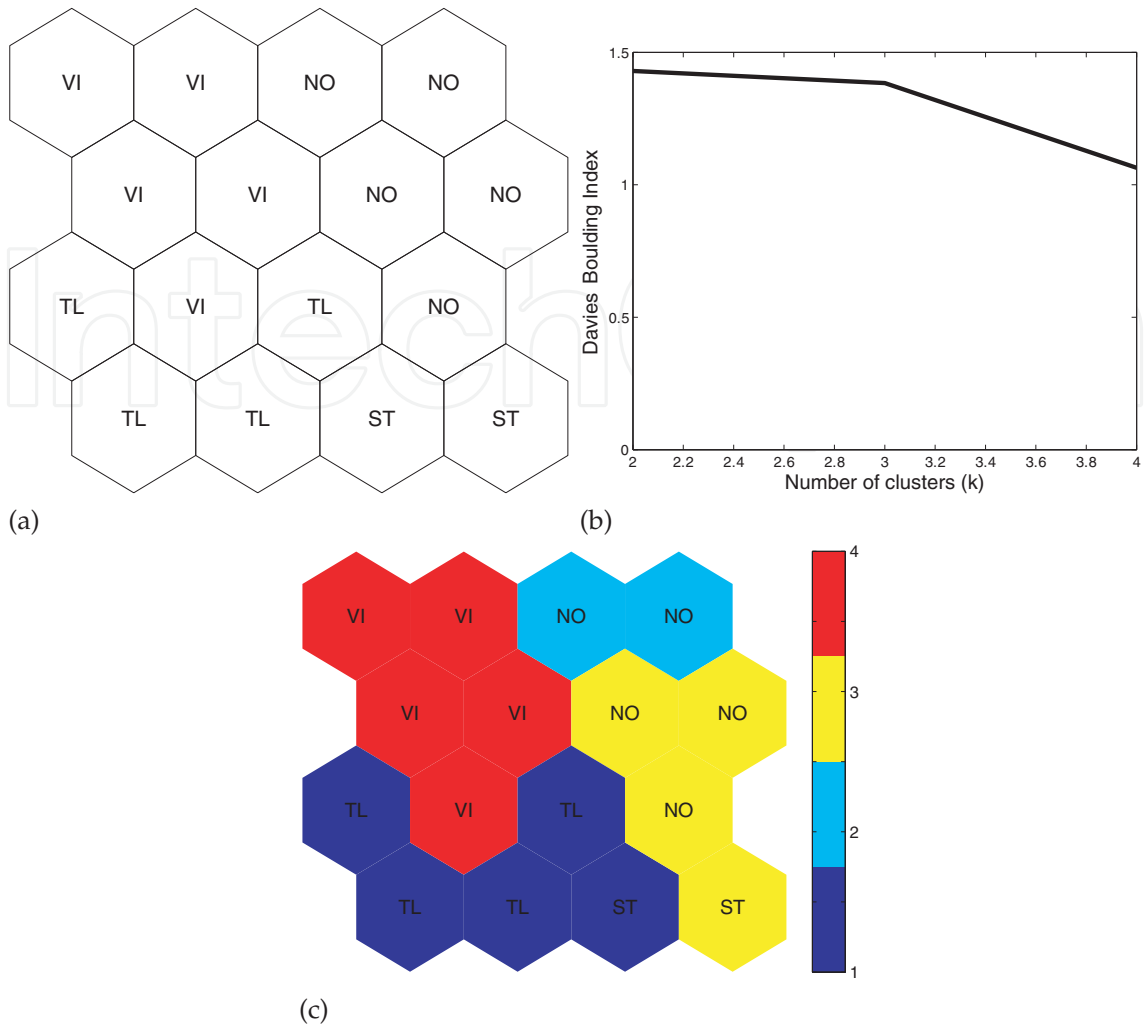 VI VI NO NO
VI VI NO NO
TL VI TL NO
TL TL ST ST
(a)
1.5
1
0.5
0
Davies Boulding Index
2 2.2 2.4 2.6 2.8 3 3.2 3.4 3.6 3.8 4
Number of clusters (k)
(b)
VI VI NO NO
VI VI NO NO
TL VI TL NO
TL TL ST ST
4
3
2
1
(c)